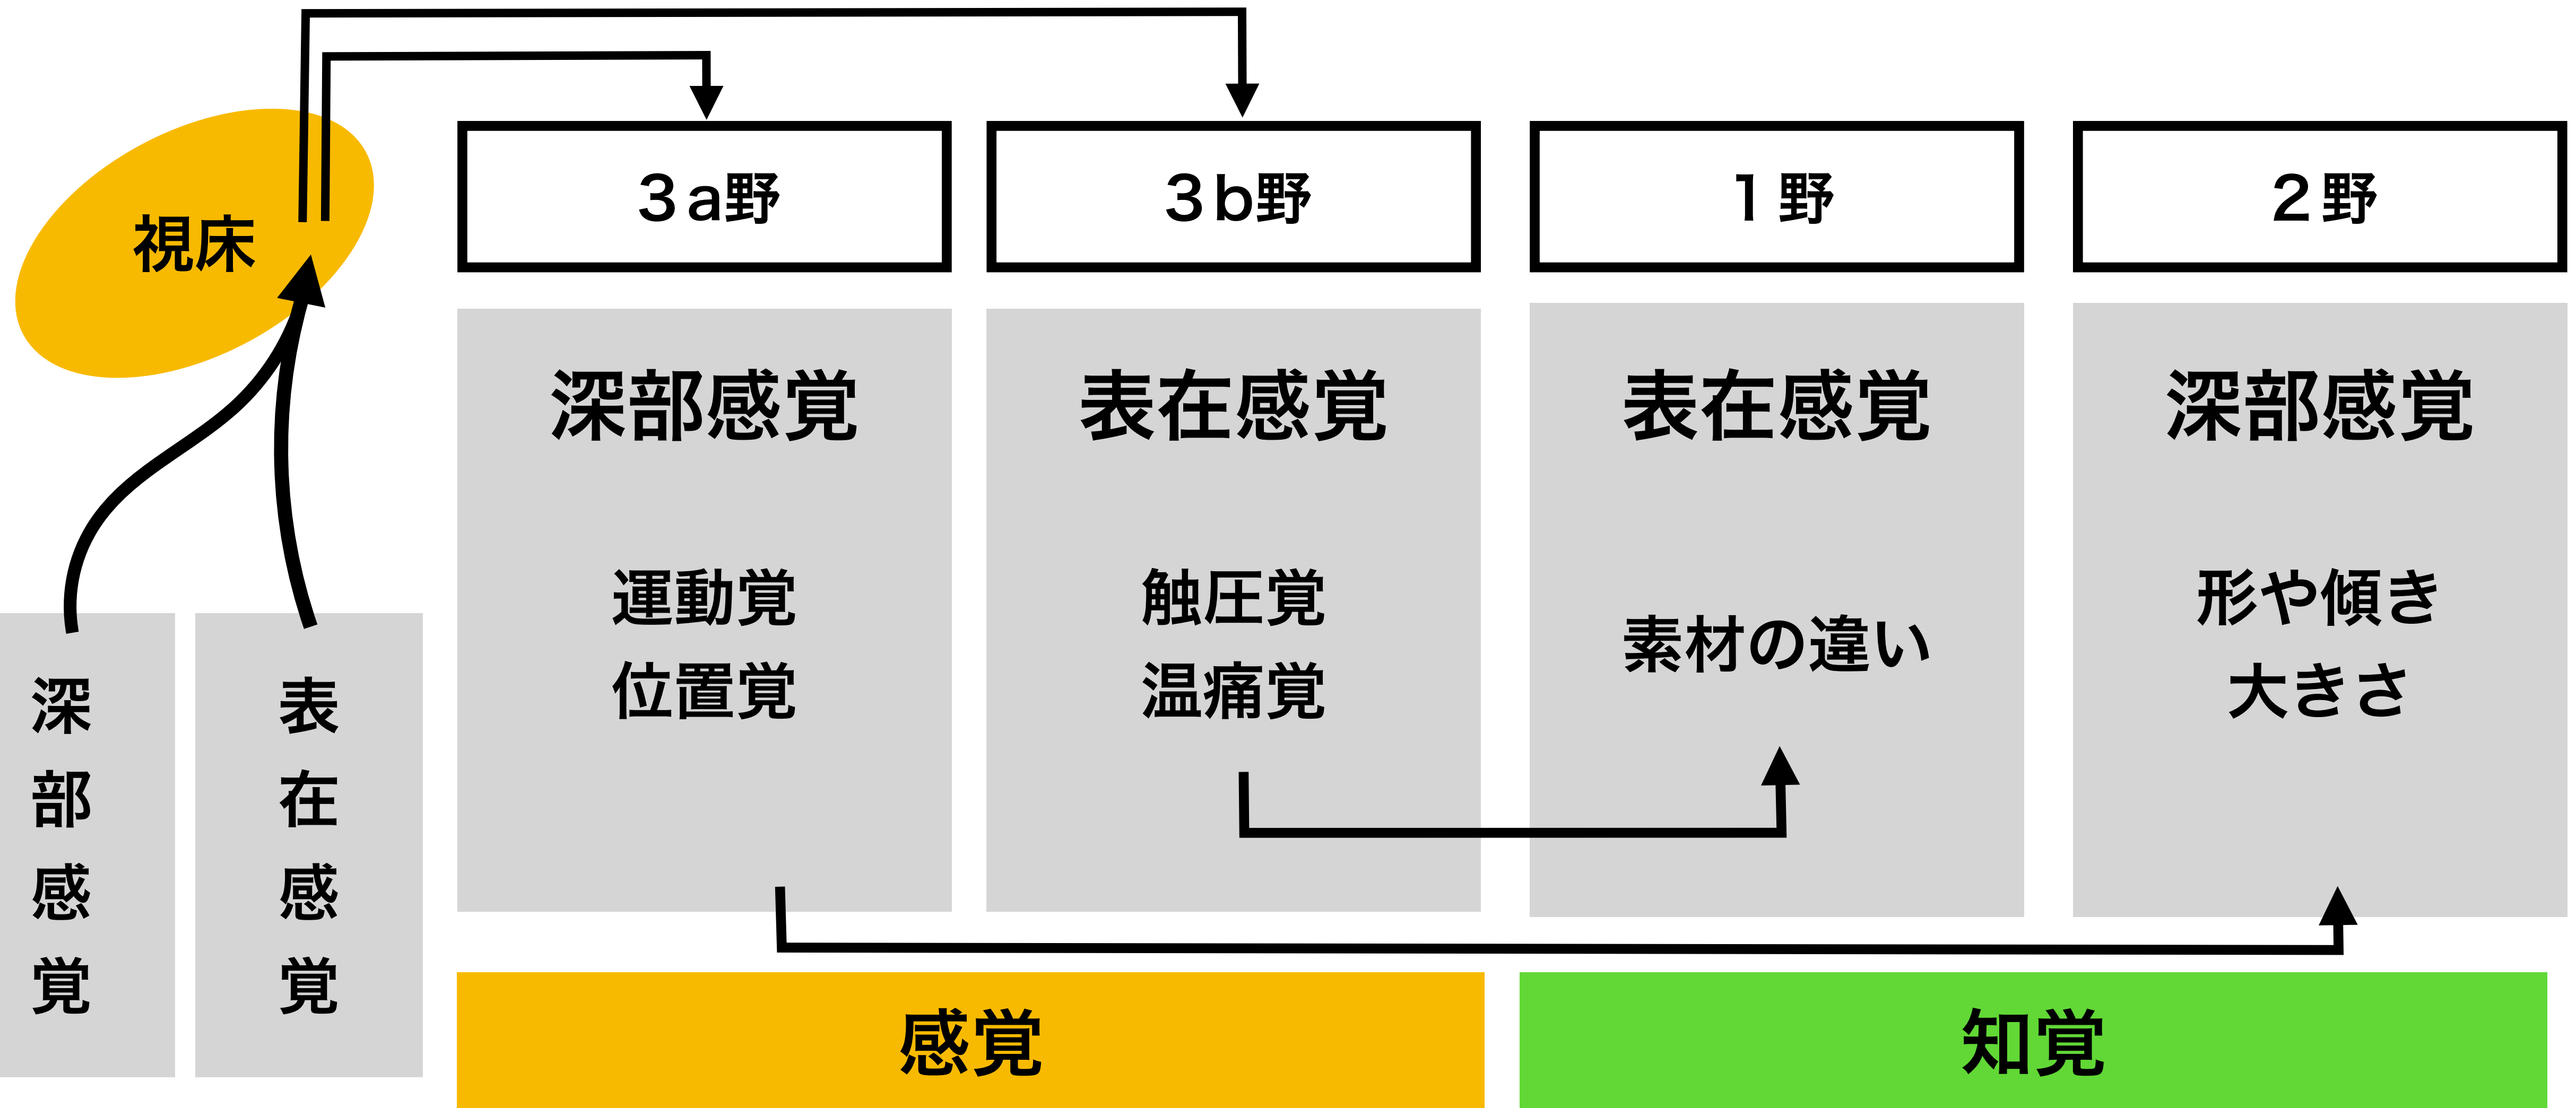 視床
深部感覚
表在感覚
３a野
深部感覚
運動覚
位置覚
３b野
表在感覚
触圧覚
温痛覚
１野
表在感覚
素材の違い
２野
深部感覚
形や傾き
大きさ
感覚
知覚